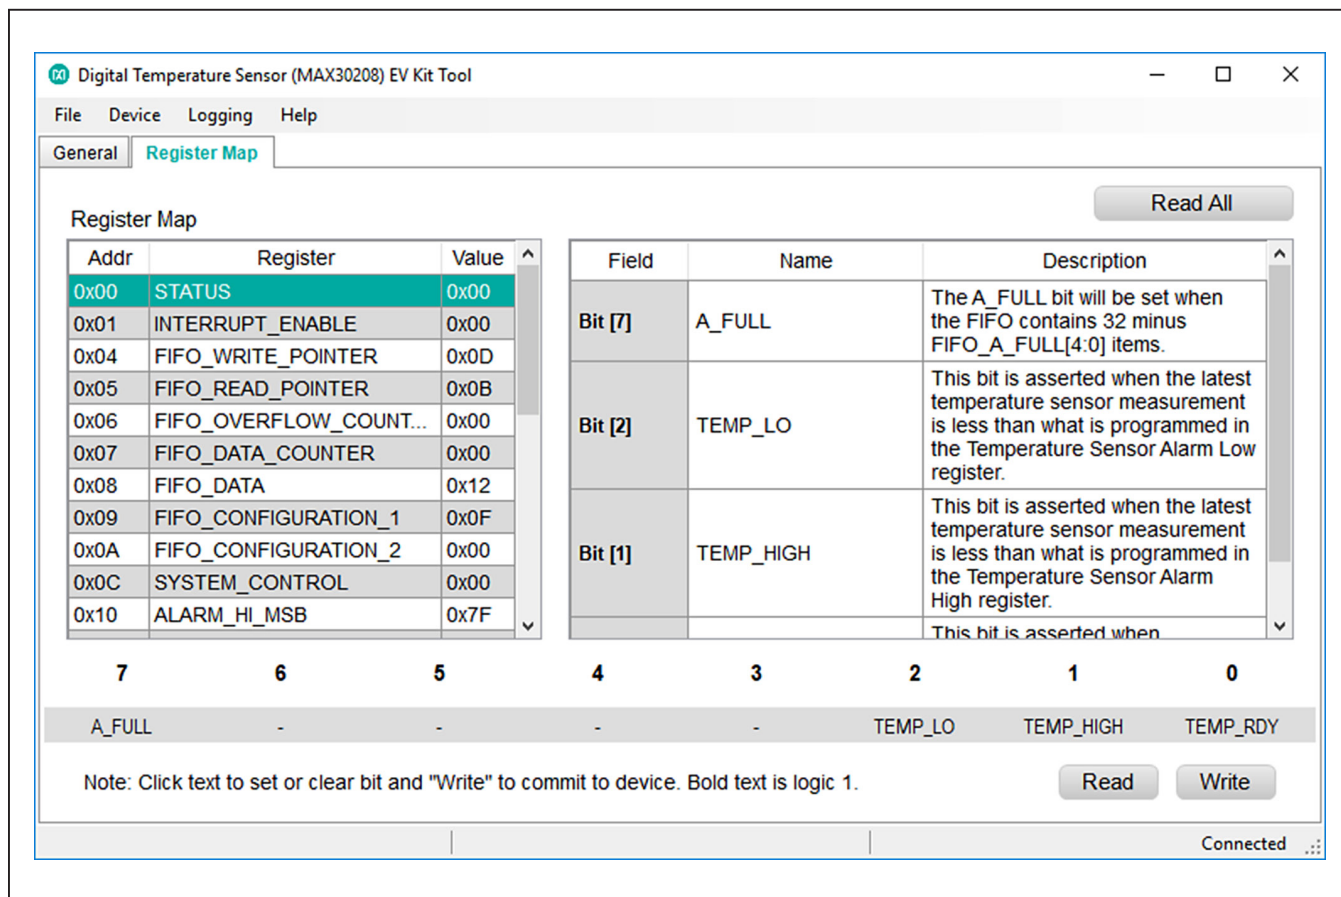 Digital Temperature Sensor (MAX30208) EV Kit Tool
File Device Logging Help
General Register Map
Read All
Register Map
Addr Register Value
0x00 STATUS 0x00
0x01 INTERRUPT_ENABLE 0x00
0x04 FIFO_WRITE_POINTER 0x0D
0x05 FIFO_READ_POINTER 0x0B
0x06 FIFO_OVERFLOW_COUNT... 0x00
0x07 FIFO_DATA_COUNTER 0x00
0x08 FIFO_DATA 0x12
0x09 FIFO_CONFIGURATION_1 0x0F
0x0A FIFO_CONFIGURATION_2 0x00
0x0C SYSTEM_CONTROL 0x00
0x10 ALARM_HI_MSB 0x7F
Field Name Description
Bit [7] A_FULL
The A_FULL bit will be set when
the FIFO contains 32 minus
FIFO_A_FULL[4:0] items.
Bit [2] TEMP_LO
This bit is asserted when the latest
temperature sensor measurement
is less than what is programmed in
the Temperature Sensor Alarm Low
register.
Bit [1] TEMP_HIGH
This bit is asserted when the latest
temperature sensor measurement
is less than what is programmed in
the Temperature Sensor Alarm
High register.
This bit is asserted when
7 6 5 4 3 2 1 0
A_FULL - - - - TEMP_LO TEMP_HIGH TEMP_RDY
Note: Click text to set or clear bit and "Write" to commit to device. Bold text is logic 1.
Read Write
Connected